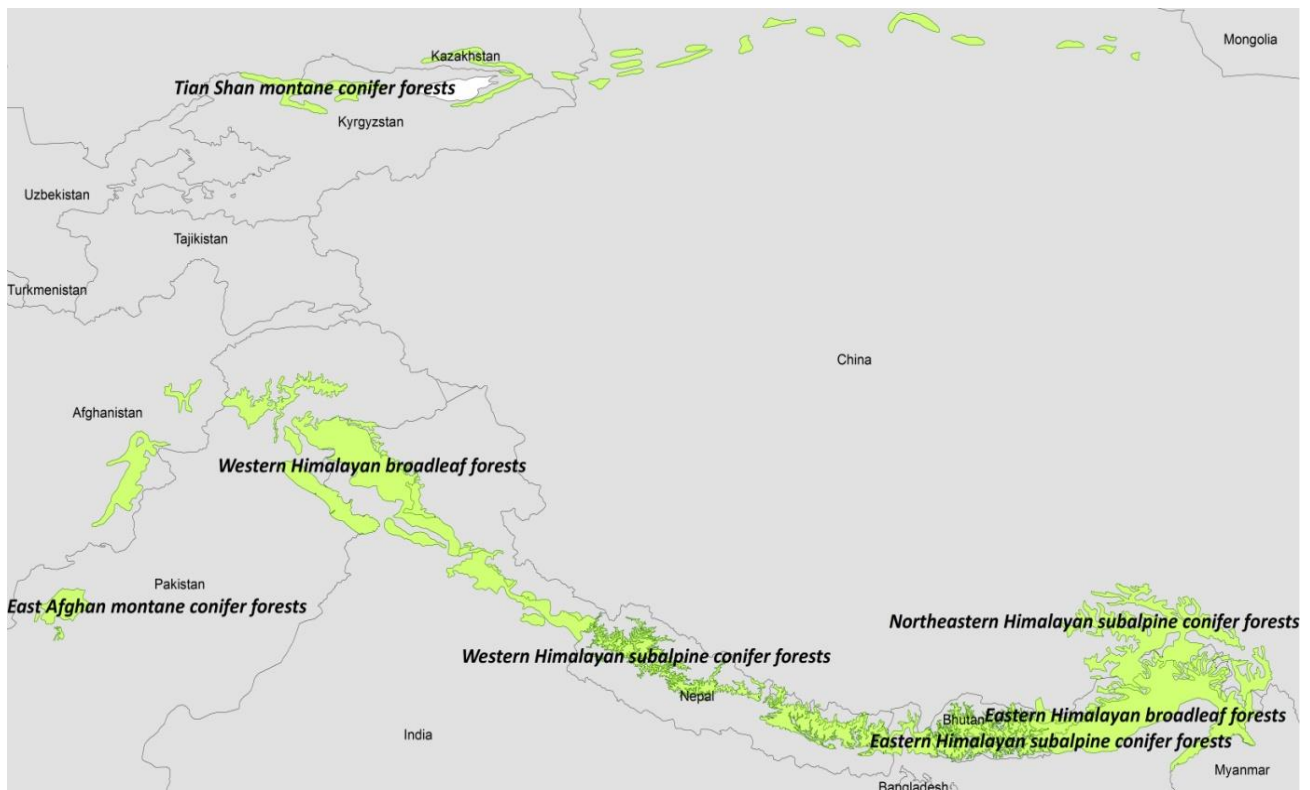 Mongolia
Kazakhstan
Tian Shan montane conifer forests
Kyrgyzstan
Uzbekistan
Tajikistan
Turkmenistan
China
Afghanistan
Western Himalayan broadleaf forests
Pakistan
East Afghan montane conifer forests
Northeastern Himalayan subalpine conifer forests
Western Himalayan subalpine conifer forests
Nepal
Bhutan
Eastern Himalayan broadleaf forests
India
Eastern Himalayan subalpine conifer forests
Myanmar
Bangladesh